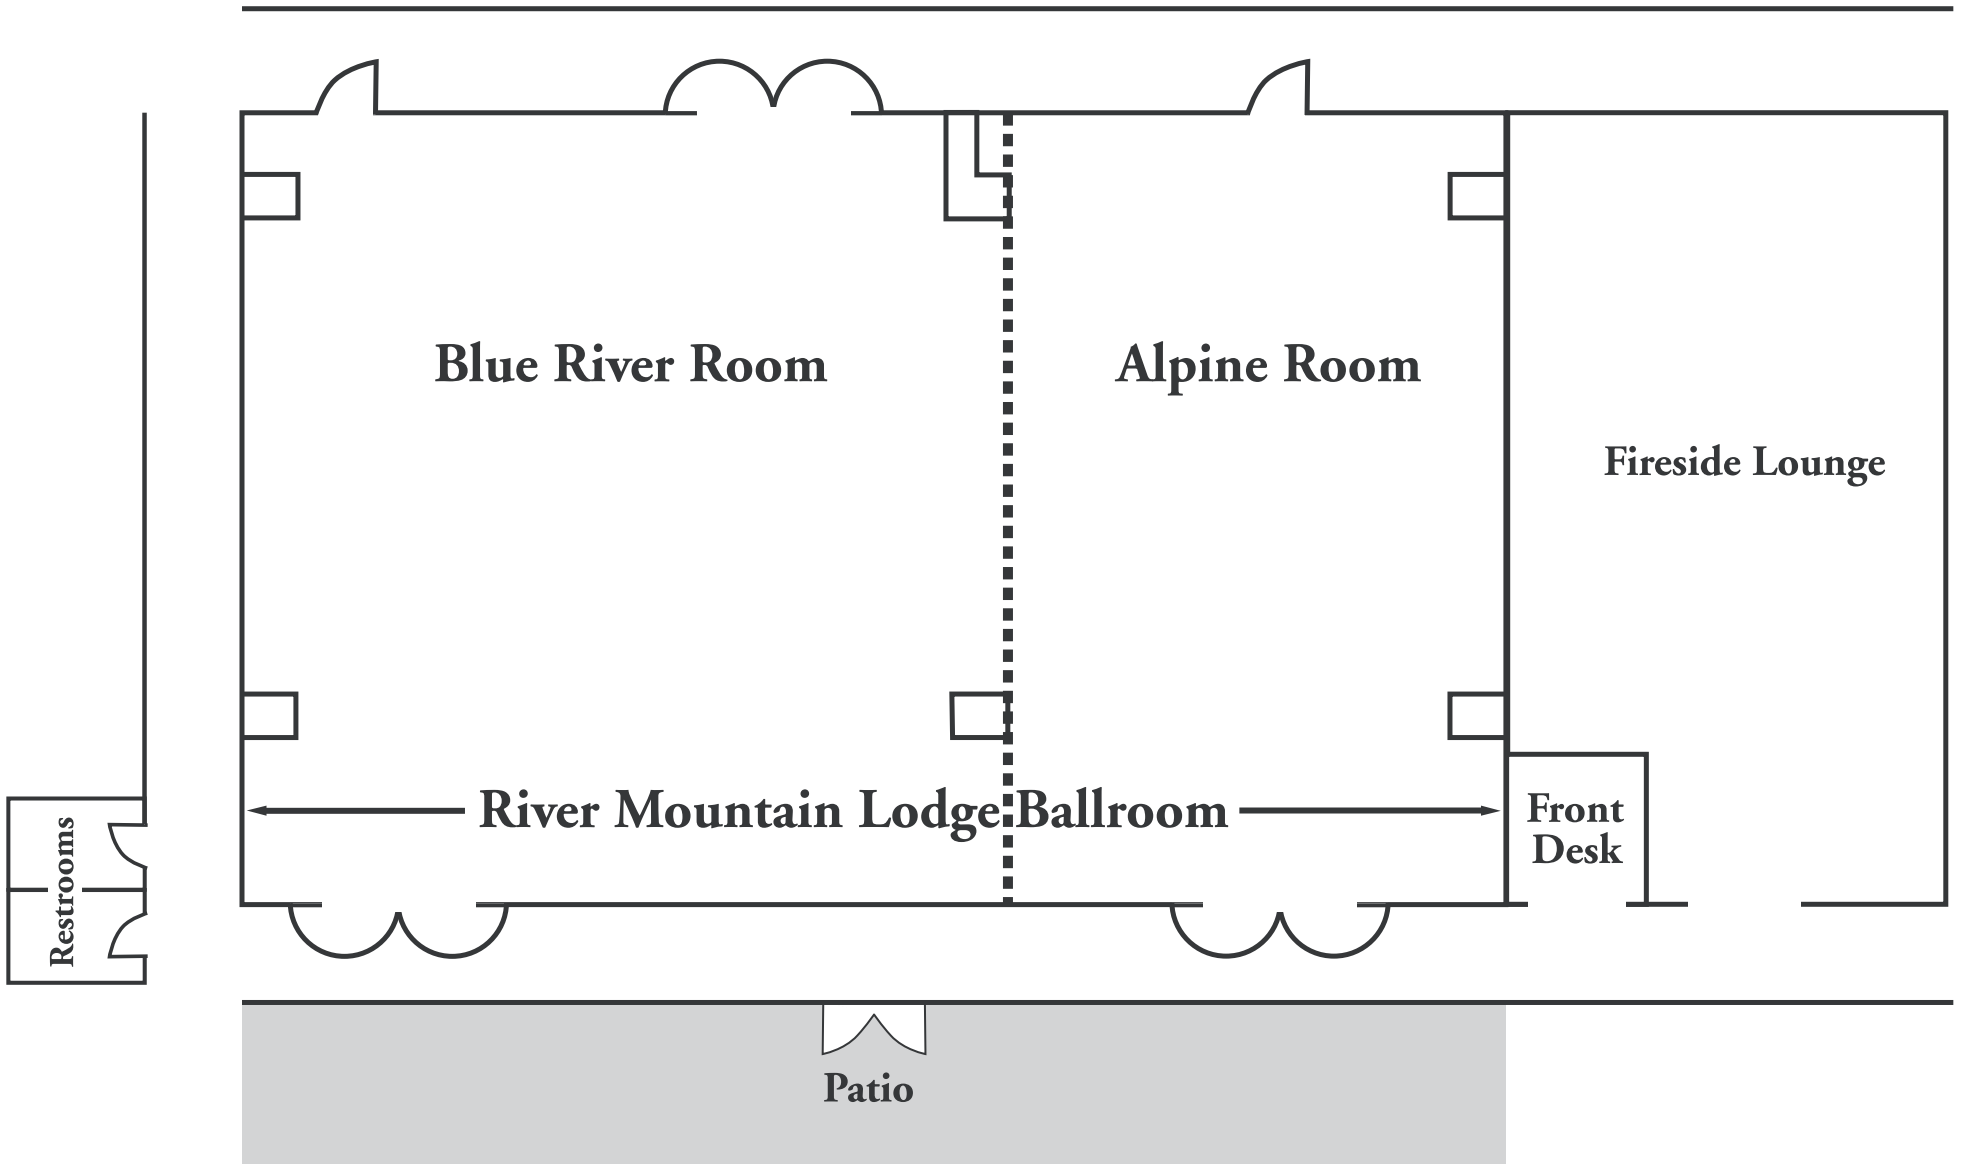 Blue River Room
Alpine Room
Fireside Lounge
River Mountain Lodge Ballroom
Front
Desk
Restrooms
Patio